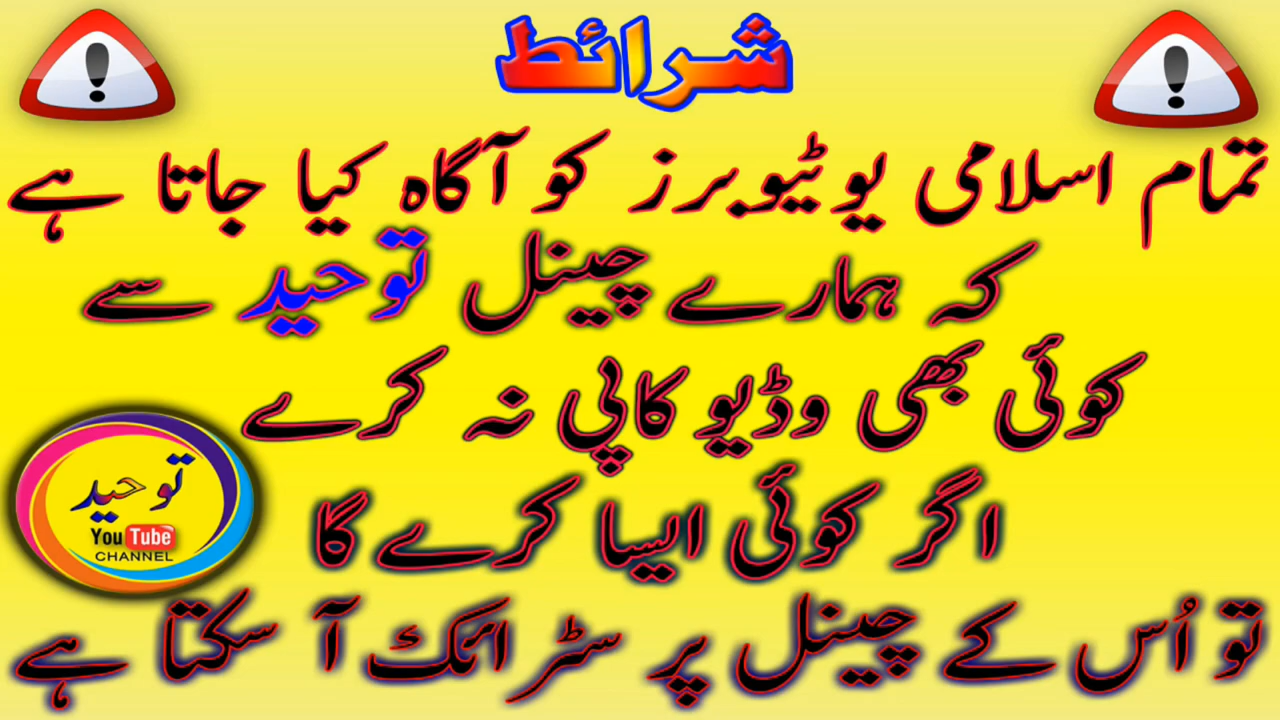 شرائط
تمام اسلامی یوٹیوبرز کو آگاہ کیا جاتا ہے
کہ ہمارے چینل توحید سے
کوئی بھی وڈیو کاپی نہ کرے
اگر کوئی ایسا کرے گا
تو اُس کے چینل پر سٹرائک آ سکتا ہے
توحید
YouTube
CHANNEL